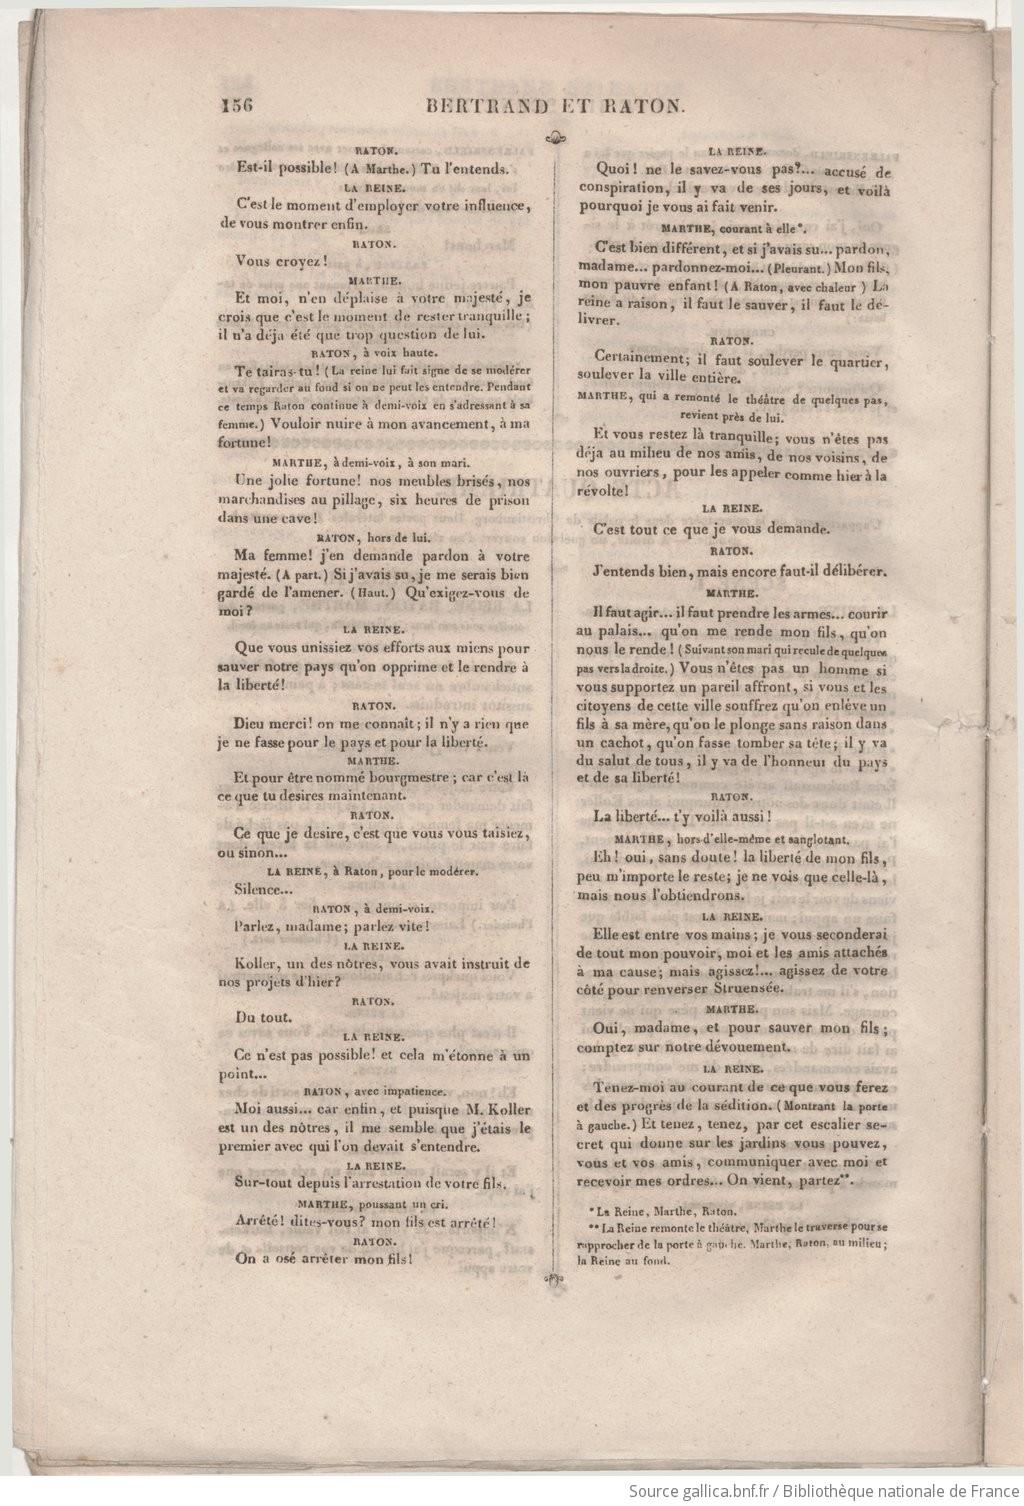 156
BERTRAND ET RATON.
RATON.
Est-il possible! (A Marthe.) Tu l'entends.
LA REINE.
C'est le moment d'employer votre influence,
de vous montrer enfin.
RATON.
Vous croyez!
MARTHE.
Et moi, n'en déplaise à votre majesté, je
crois que c'est le moment de rester tranquille;
il n'a déja été que trop question de lui.
RATON, à voix haute.
Te tairas-tu! (La reine lui fait signe de se modérer
et va regarder au fond si on ne peut les entendre. Pendant
ce temps Raton continue à demi-voix en s'adressant à sa
femme.) Vouloir nuire à mon avancement, à ma
fortune!
MARTHE, à demi-voix, à son mari.
Une jolie fortune! nos meubles brisés, nos
marchandises au pillage, six heures de prison
dans une cave!
RATON, hors de lui.
Ma femme! j'en demande pardon à votre
majesté. (A part.) Si j'avais su, je me serais bien
gardé de l'amener. (Haut.) Qu'exigez-vous de
moi?
LA REINE.
Que vous unissiez vos efforts aux miens pour
sauver notre pays qu'on opprime et le rendre à
la liberté!
RATON.
Dieu merci! on me connaît; il n'y a rien que
je ne fasse pour le pays et pour la liberté.
MARTHE.
Et pour être nommé bourgmestre; car c'est là
ce que tu desires maintenant.
RATON.
Ce que je desire, c'est que vous vous taisiez,
ou sinon...
LA REINE, à Raton, pour le modérer.
Silence...
RATON, à demi-voix.
Parlez, madame; parlez vite!
LA REINE.
Koller, un des nôtres, vous avait instruit de
nos projets d'hier?
RATON.
Du tout.
LA REINE.
Ce n'est pas possible! et cela m'étonne à un
point...
RATON, avec impatience.
Moi aussi... car enfin, et puisque M. Koller
est un des nôtres, il me semble que j'étais le
premier avec qui l'on devait s'entendre.
LA REINE.
Sur-tout depuis l'arrestation de votre fils.
MARTHE, poussant un cri.
Arrêté! dites-vous? mon fils est arrêté!
RATON.
On a osé arrêter mon fils!
LA REINE.
Quoi! ne le savez-vous pas?... accusé de
conspiration, il y va de ses jours, et voilà
pourquoi je vous ai fait venir.
MARTHE, courant à elle*.
C'est bien différent, et si j'avais su... pardon,
madame... pardonnez-moi... (Pleurant.) Mon fils,
mon pauvre enfant! (A Raton, avec chaleur ) La
reine a raison, il faut le sauver, il faut le dé-
livrer.
RATON.
Certainement; il faut soulever le quartier,
soulever la ville entière.
MARTHE, qui a remonté le théâtre de quelques pas,
revient près de lui.
Et vous restez là tranquille; vous n'êtes pas
déja au milieu de nos amis, de nos voisins, de
nos ouvriers, pour les appeler comme hier à la
révolte!
LA REINE.
C'est tout ce que je vous demande.
RATON.
J'entends bien, mais encore faut-il délibérer.
MARTHE.
Il faut agir... il faut prendre les armes... courir
au palais... qu'on me rende mon fils, qu'on
nous le rende! (Suivant son mari qui recule de quelques
pas vers la droite.) Vous n'êtes pas un homme si
vous supportez un pareil affront, si vous et les
citoyens de cette ville souffrez qu'on enlève un
fils à sa mère, qu'on le plonge sans raison dans
un cachot, qu'on fasse tomber sa tête; il y va
du salut de tous, il y va de l'honneur du pays
et de sa liberté!
RATON.
La liberté... t'y voilà aussi!
MARTHE, hors d'elle-même et sanglotant.
Eh! oui, sans doute! la liberté de mon fils,
peu m'importe le reste; je ne vois que celle-là,
mais nous l'obtiendrons.
LA REINE.
Elle est entre vos mains; je vous seconderai
de tout mon pouvoir, moi et les amis attachés
à ma cause; mais agissez!... agissez de votre
côté pour renverser Struensée.
MARTHE.
Oui, madame, et pour sauver mon fils;
comptez sur notre dévouement.
LA REINE.
Tenez-moi au courant de ce que vous ferez
et des progrès de la sédition. (Montrant la porte
à gauche.) Et tenez, tenez, par cet escalier se-
cret qui donne sur les jardins vous pouvez,
vous et vos amis, communiquer avec moi et
recevoir mes ordres... On vient, partez**.
* La Reine, Marthe, Raton.
** La Reine remonte le théâtre, Marthe le traverse pour se
rapprocher de la porte à gauche. Marthe, Raton, au milieu;
la Reine au fond.
Source gallica.bnf.fr / Bibliothèque nationale de France